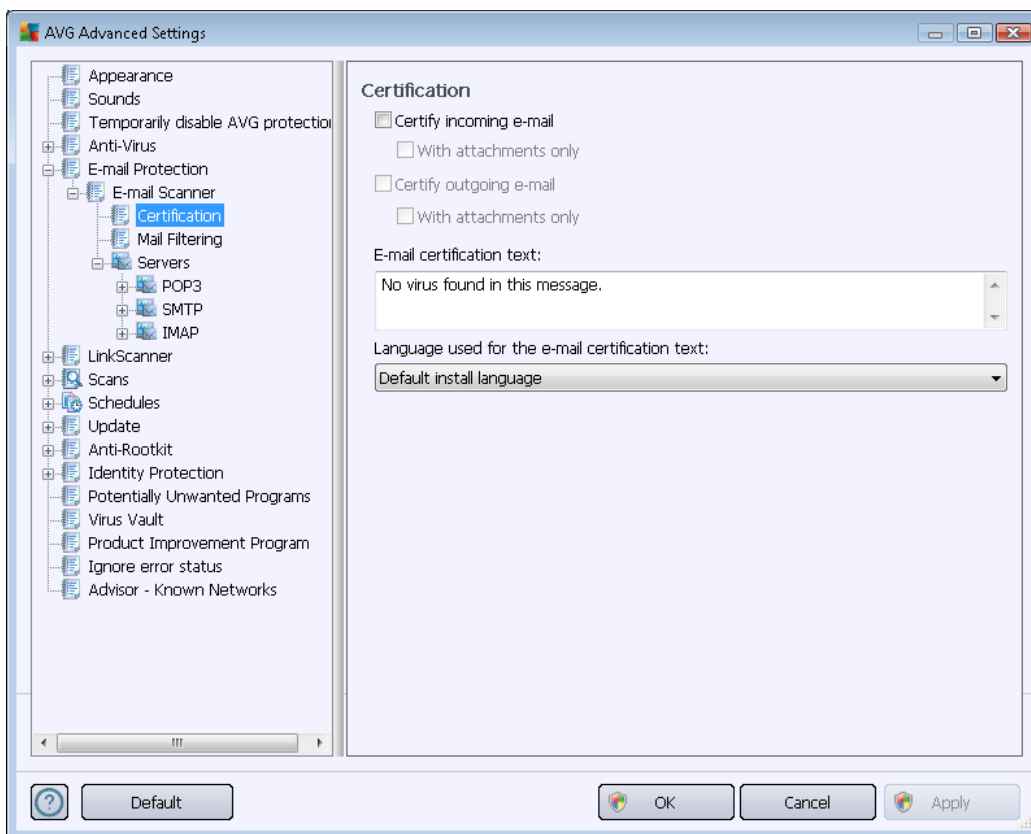 AVG Advanced Settings
Appearance
Sounds
Temporarily disable AVG protection
Anti-Virus
E-mail Protection
E-mail Scanner
Certification
Mail Filtering
Servers
POP3
SMTP
IMAP
LinkScanner
Scans
Schedules
Update
Anti-Rootkit
Identity Protection
Potentially Unwanted Programs
Virus Vault
Product Improvement Program
Ignore error status
Advisor - Known Networks
Certification
Certify incoming e-mail
With attachments only
Certify outgoing e-mail
With attachments only
E-mail certification text:
No virus found in this message.
Language used for the e-mail certification text:
Default install language
Default
OK
Cancel
Apply